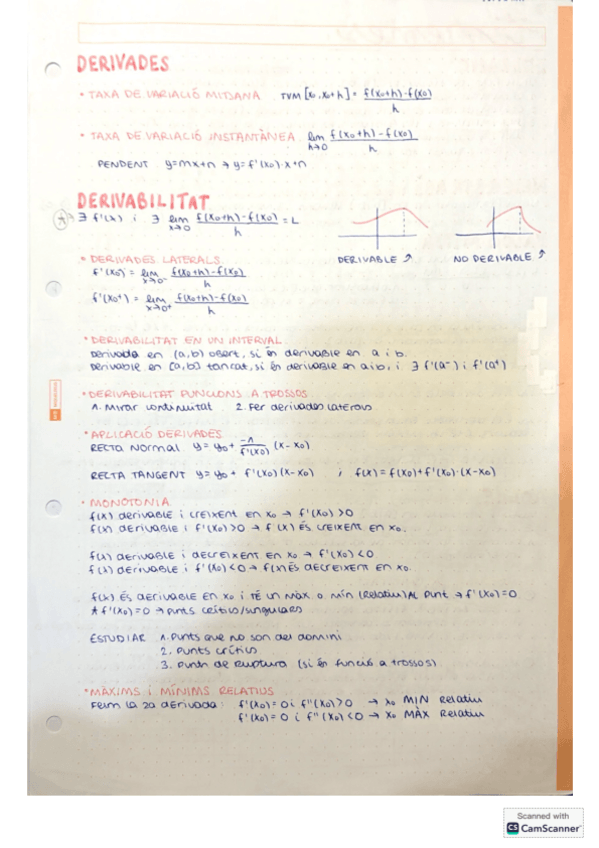 DERIVADES
• TAXA DE VARIACIÓ MITJANA TVM [x₀, x₀+h] = f(x₀+h)-f(x₀) / h
• TAXA DE VARIACIÓ INSTANTÀNEA lim h→0 f(x₀+h)-f(x₀) / h
PENDENT y=mx+n → y=f'(x₀)·x+n
DERIVABILITAT
* ∃ f'(x) i ∃ lim x→0 f(x₀+h)-f(x₀) / h = L
DERIVABLE NO DERIVABLE
• DERIVADES LATERALS
f'(x₀⁻) = lim x→0⁻ f(x₀+h)-f(x₀) / h
f'(x₀⁺) = lim x→0⁺ f(x₀+h)-f(x₀) / h
• DERIVABILITAT EN UN INTERVAL
Derivada en (a,b) obert, si és derivable en a i b.
Derivable en [a,b] tancat, si és derivable en a i b, i ∃ f'(a⁻) i f'(a⁺)
• DERIVABILITAT FUNCIONS A TROSSOS
1. Mirar continuïtat 2. Fer derivades laterals
• APLICACIÓ DERIVADES
RECTA NORMAL y = y₀ + -1 / f'(x₀) (x-x₀)
RECTA TANGENT y = y₀ + f'(x₀)(x-x₀) ; f(x) = f(x₀)+f'(x₀)·(x-x₀)
• MONOTONIA
f(x) derivable i creixent en x₀ → f'(x₀) >0
f(x) derivable i f'(x₀)>0 → f'(x) ÉS CREIXENT en x₀.
f(x) derivable i decreixent en x₀ → f'(x₀) <0
f(x) derivable i f'(x₀)<0 → f(x) és decreixent en x₀.
f(x) és derivable en x₀ i té un màx o mín (relatiu) al punt → f'(x₀)=0
* f'(x₀)=0 → punts crítics/singulars
ESTUDIAR 1. Punts que no son del domini
2. Punts crítics
3. Punts de ruptura (si és funció a trossos)
• MÀXIMS i MÍNIMS RELATIUS
Feim la 2a derivada: f'(x₀)=0 i f''(x₀)>0 → x₀ MIN relatiu
f'(x₀)=0 i f''(x₀)<0 → x₀ MÀX relatiu
Scanned with
CS CamScanner